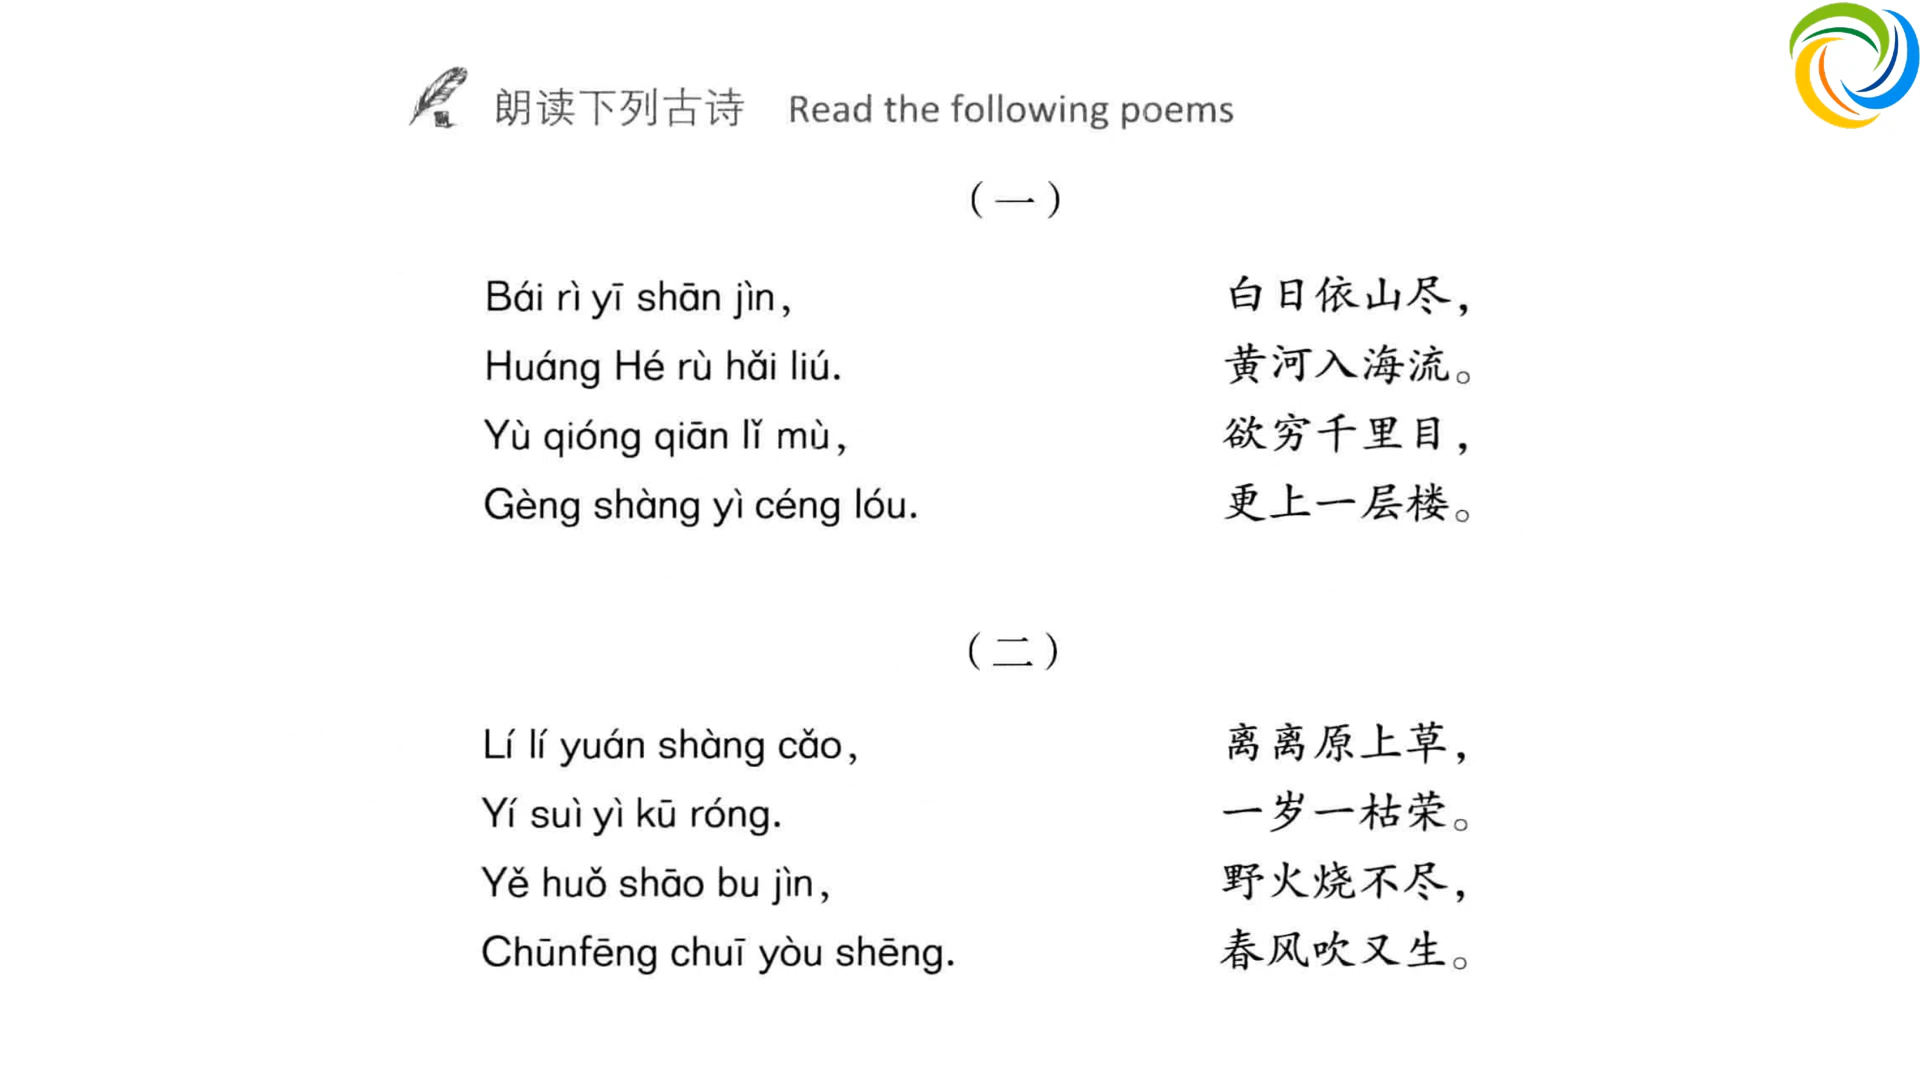 朗读下列古诗 Read the following poems
（一）
Bái rì yī shān jìn, 白日依山尽，
Huáng Hé rù hǎi liú. 黄河入海流。
Yù qióng qiān lǐ mù, 欲穷千里目，
Gèng shàng yì céng lóu. 更上一层楼。
（二）
Lí lí yuán shàng cǎo, 离离原上草，
Yí suì yì kū róng. 一岁一枯荣。
Yě huǒ shāo bu jìn, 野火烧不尽，
Chūnfēng chuī yòu shēng. 春风吹又生。